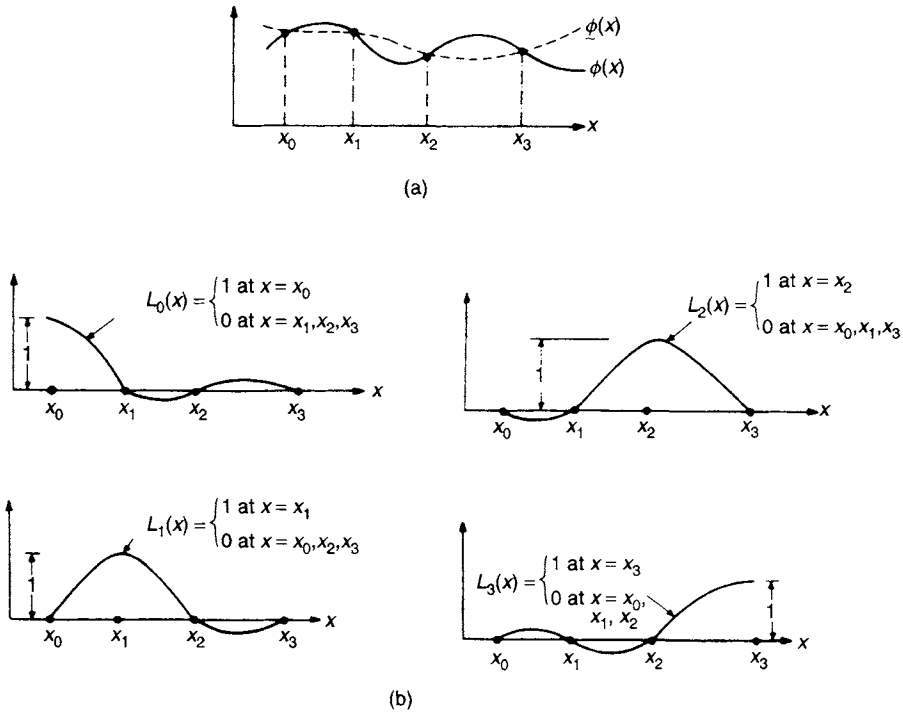 ϕ̰(x)
ϕ(x)
x₀ x₁ x₂ x₃ x
(a)
L₀(x) = { 1 at x = x₀
0 at x = x₁,x₂,x₃
1
x₀ x₁ x₂ x₃ x
L₂(x) = { 1 at x = x₂
0 at x = x₀,x₁,x₃
1
x₀ x₁ x₂ x₃ x
L₁(x) = { 1 at x = x₁
0 at x = x₀,x₂,x₃
1
x₀ x₁ x₂ x₃ x
L₃(x) = { 1 at x = x₃
0 at x = x₀,
x₁, x₂
1
x₀ x₁ x₂ x₃ x
(b)